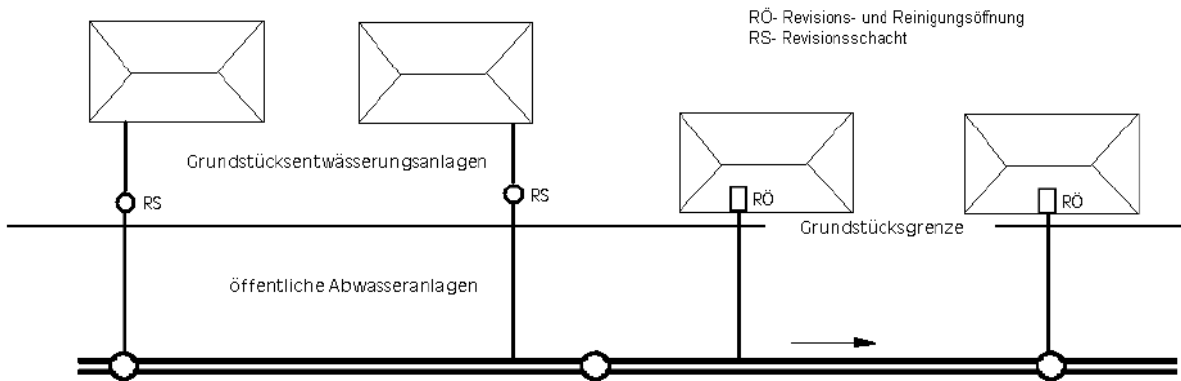 RÖ- Revisions- und Reinigungsöffnung
RS- Revisionsschacht
Grundstücksentwässerungsanlagen
RS
RS
RÖ
RÖ
Grundstücksgrenze
öffentliche Abwasseranlagen